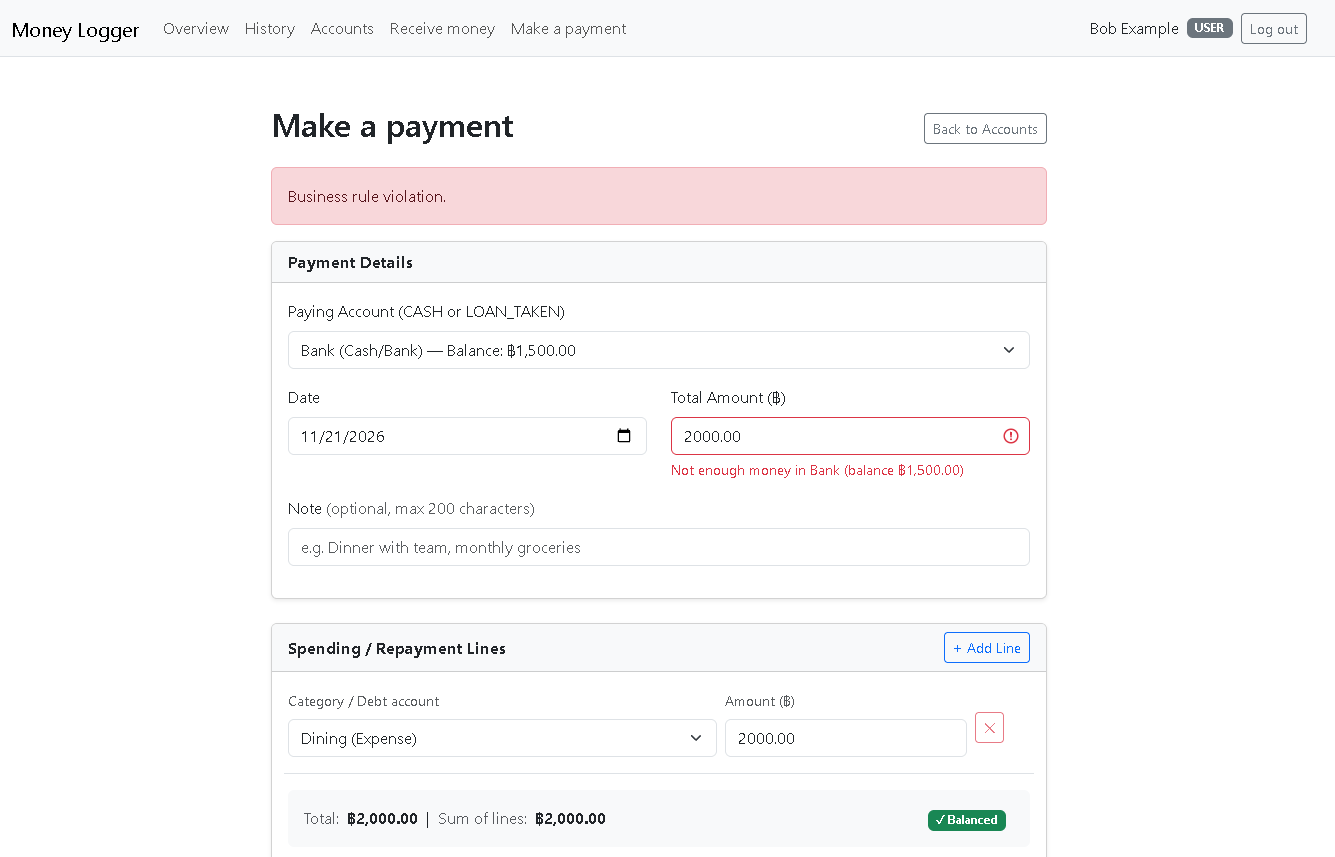 Money Logger Overview History Accounts Receive money Make a payment Bob Example USER Log out
Make a payment Back to Accounts
Business rule violation.
Payment Details
Paying Account (CASH or LOAN_TAKEN)
Bank (Cash/Bank) — Balance: ฿1,500.00
Date Total Amount (฿)
11/21/2026 2000.00
Not enough money in Bank (balance ฿1,500.00)
Note (optional, max 200 characters)
e.g. Dinner with team, monthly groceries
Spending / Repayment Lines + Add Line
Category / Debt account Amount (฿)
Dining (Expense) 2000.00
Total: ฿2,000.00 | Sum of lines: ฿2,000.00 ✓ Balanced